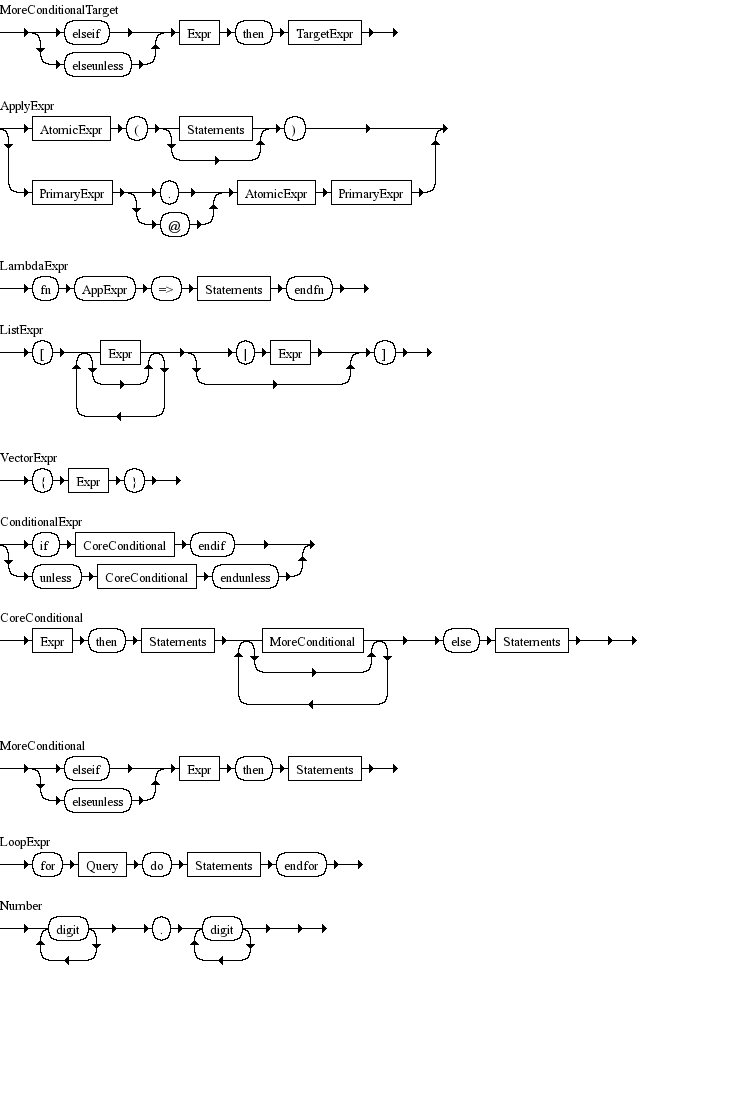 MoreConditionalTarget
elseif Expr then TargetExpr
elseunless
ApplyExpr
AtomicExpr ( Statements )
PrimaryExpr . AtomicExpr PrimaryExpr
@
LambdaExpr
fn AppExpr => Statements endfn
ListExpr
[ Expr | Expr ]
VectorExpr
{ Expr }
ConditionalExpr
if CoreConditional endif
unless CoreConditional endunless
CoreConditional
Expr then Statements MoreConditional else Statements
MoreConditional
elseif Expr then Statements
elseunless
LoopExpr
for Query do Statements endfor
Number
digit . digit